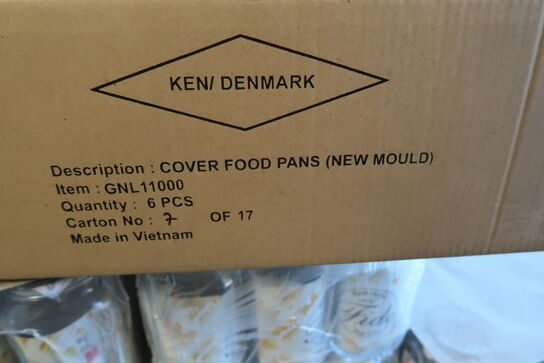 KEN/ DENMARK
Description : COVER FOOD PANS (NEW MOULD)
Item : GNL11000
Quantity : 6 PCS
Carton No : 7 OF 17
Made in Vietnam